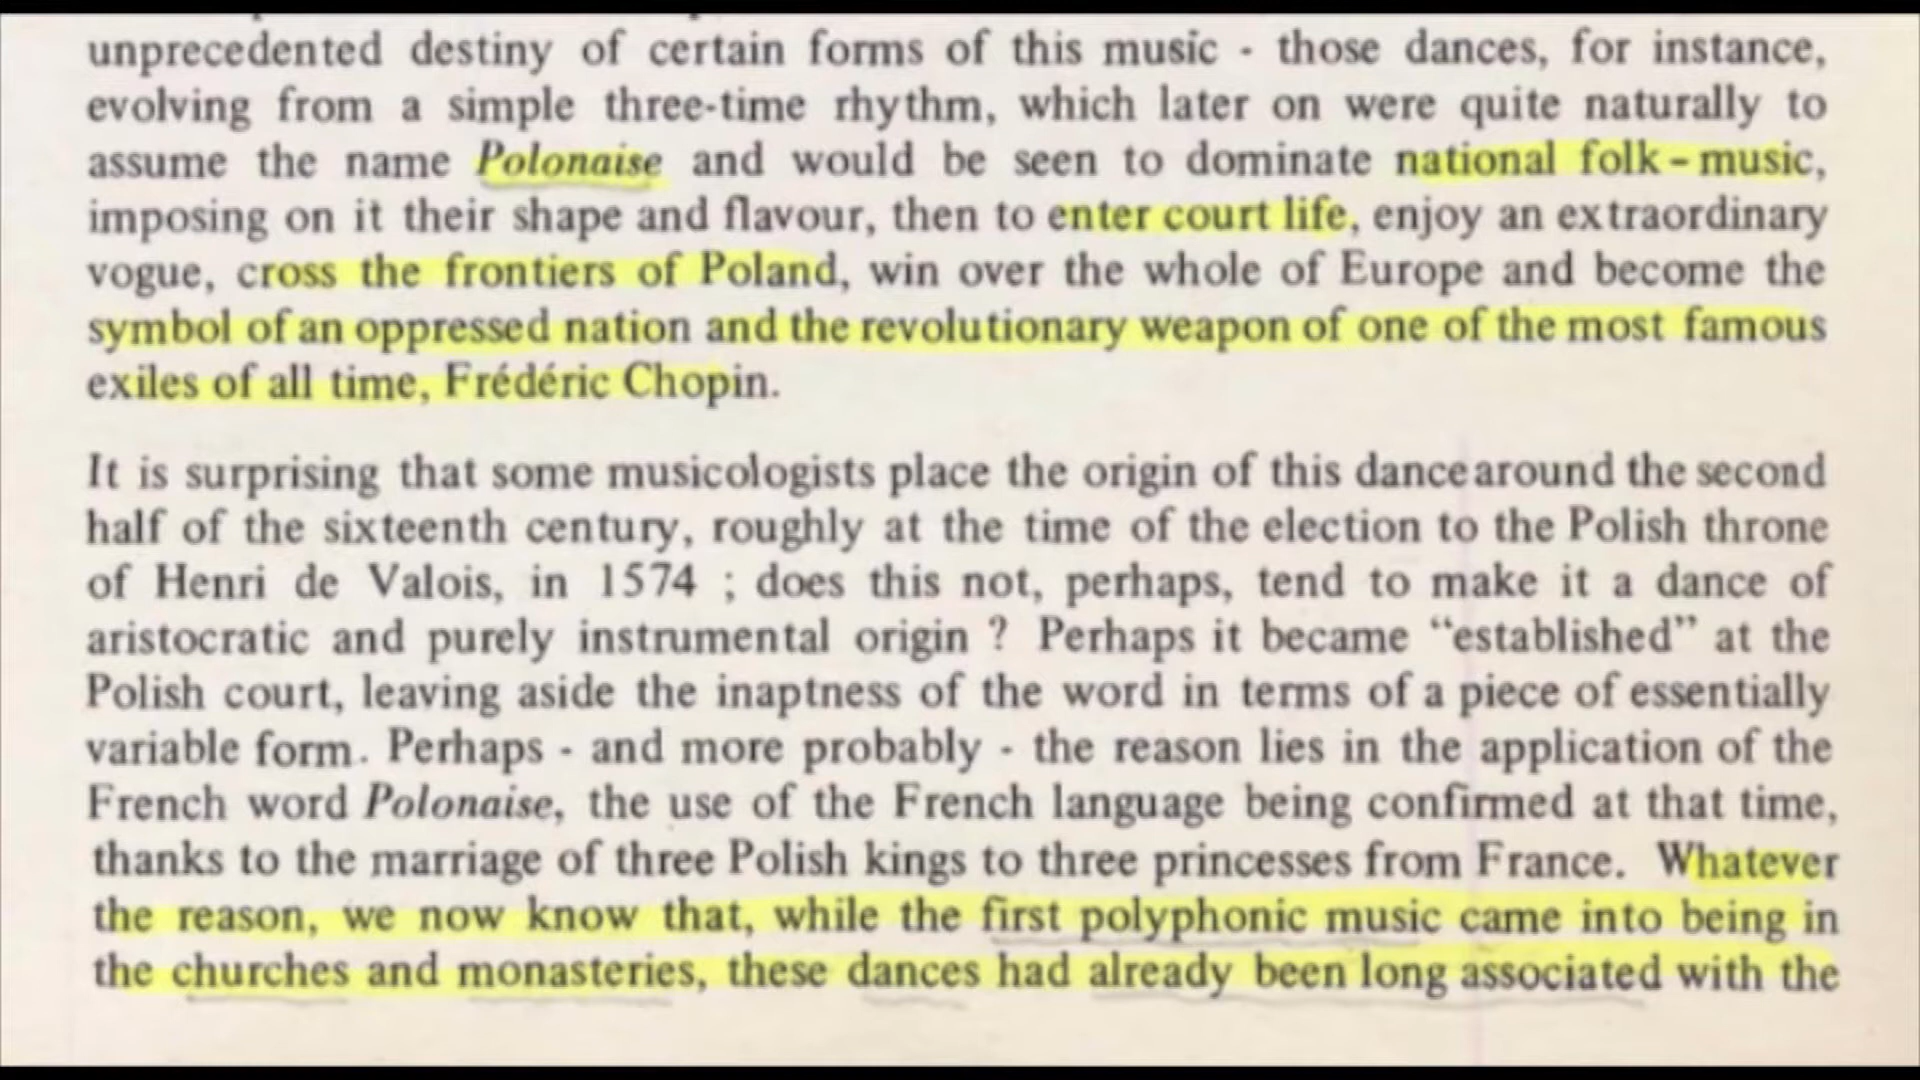 unprecedented destiny of certain forms of this music - those dances, for instance,
evolving from a simple three-time rhythm, which later on were quite naturally to
assume the name Polonaise and would be seen to dominate national folk - music,
imposing on it their shape and flavour, then to enter court life, enjoy an extraordinary
vogue, cross the frontiers of Poland, win over the whole of Europe and become the
symbol of an oppressed nation and the revolutionary weapon of one of the most famous
exiles of all time, Frédéric Chopin.
It is surprising that some musicologists place the origin of this dance around the second
half of the sixteenth century, roughly at the time of the election to the Polish throne
of Henri de Valois, in 1574 ; does this not, perhaps, tend to make it a dance of
aristocratic and purely instrumental origin ? Perhaps it became “established” at the
Polish court, leaving aside the inaptness of the word in terms of a piece of essentially
variable form. Perhaps - and more probably - the reason lies in the application of the
French word Polonaise, the use of the French language being confirmed at that time,
thanks to the marriage of three Polish kings to three princesses from France. Whatever
the reason, we now know that, while the first polyphonic music came into being in
the churches and monasteries, these dances had already been long associated with the